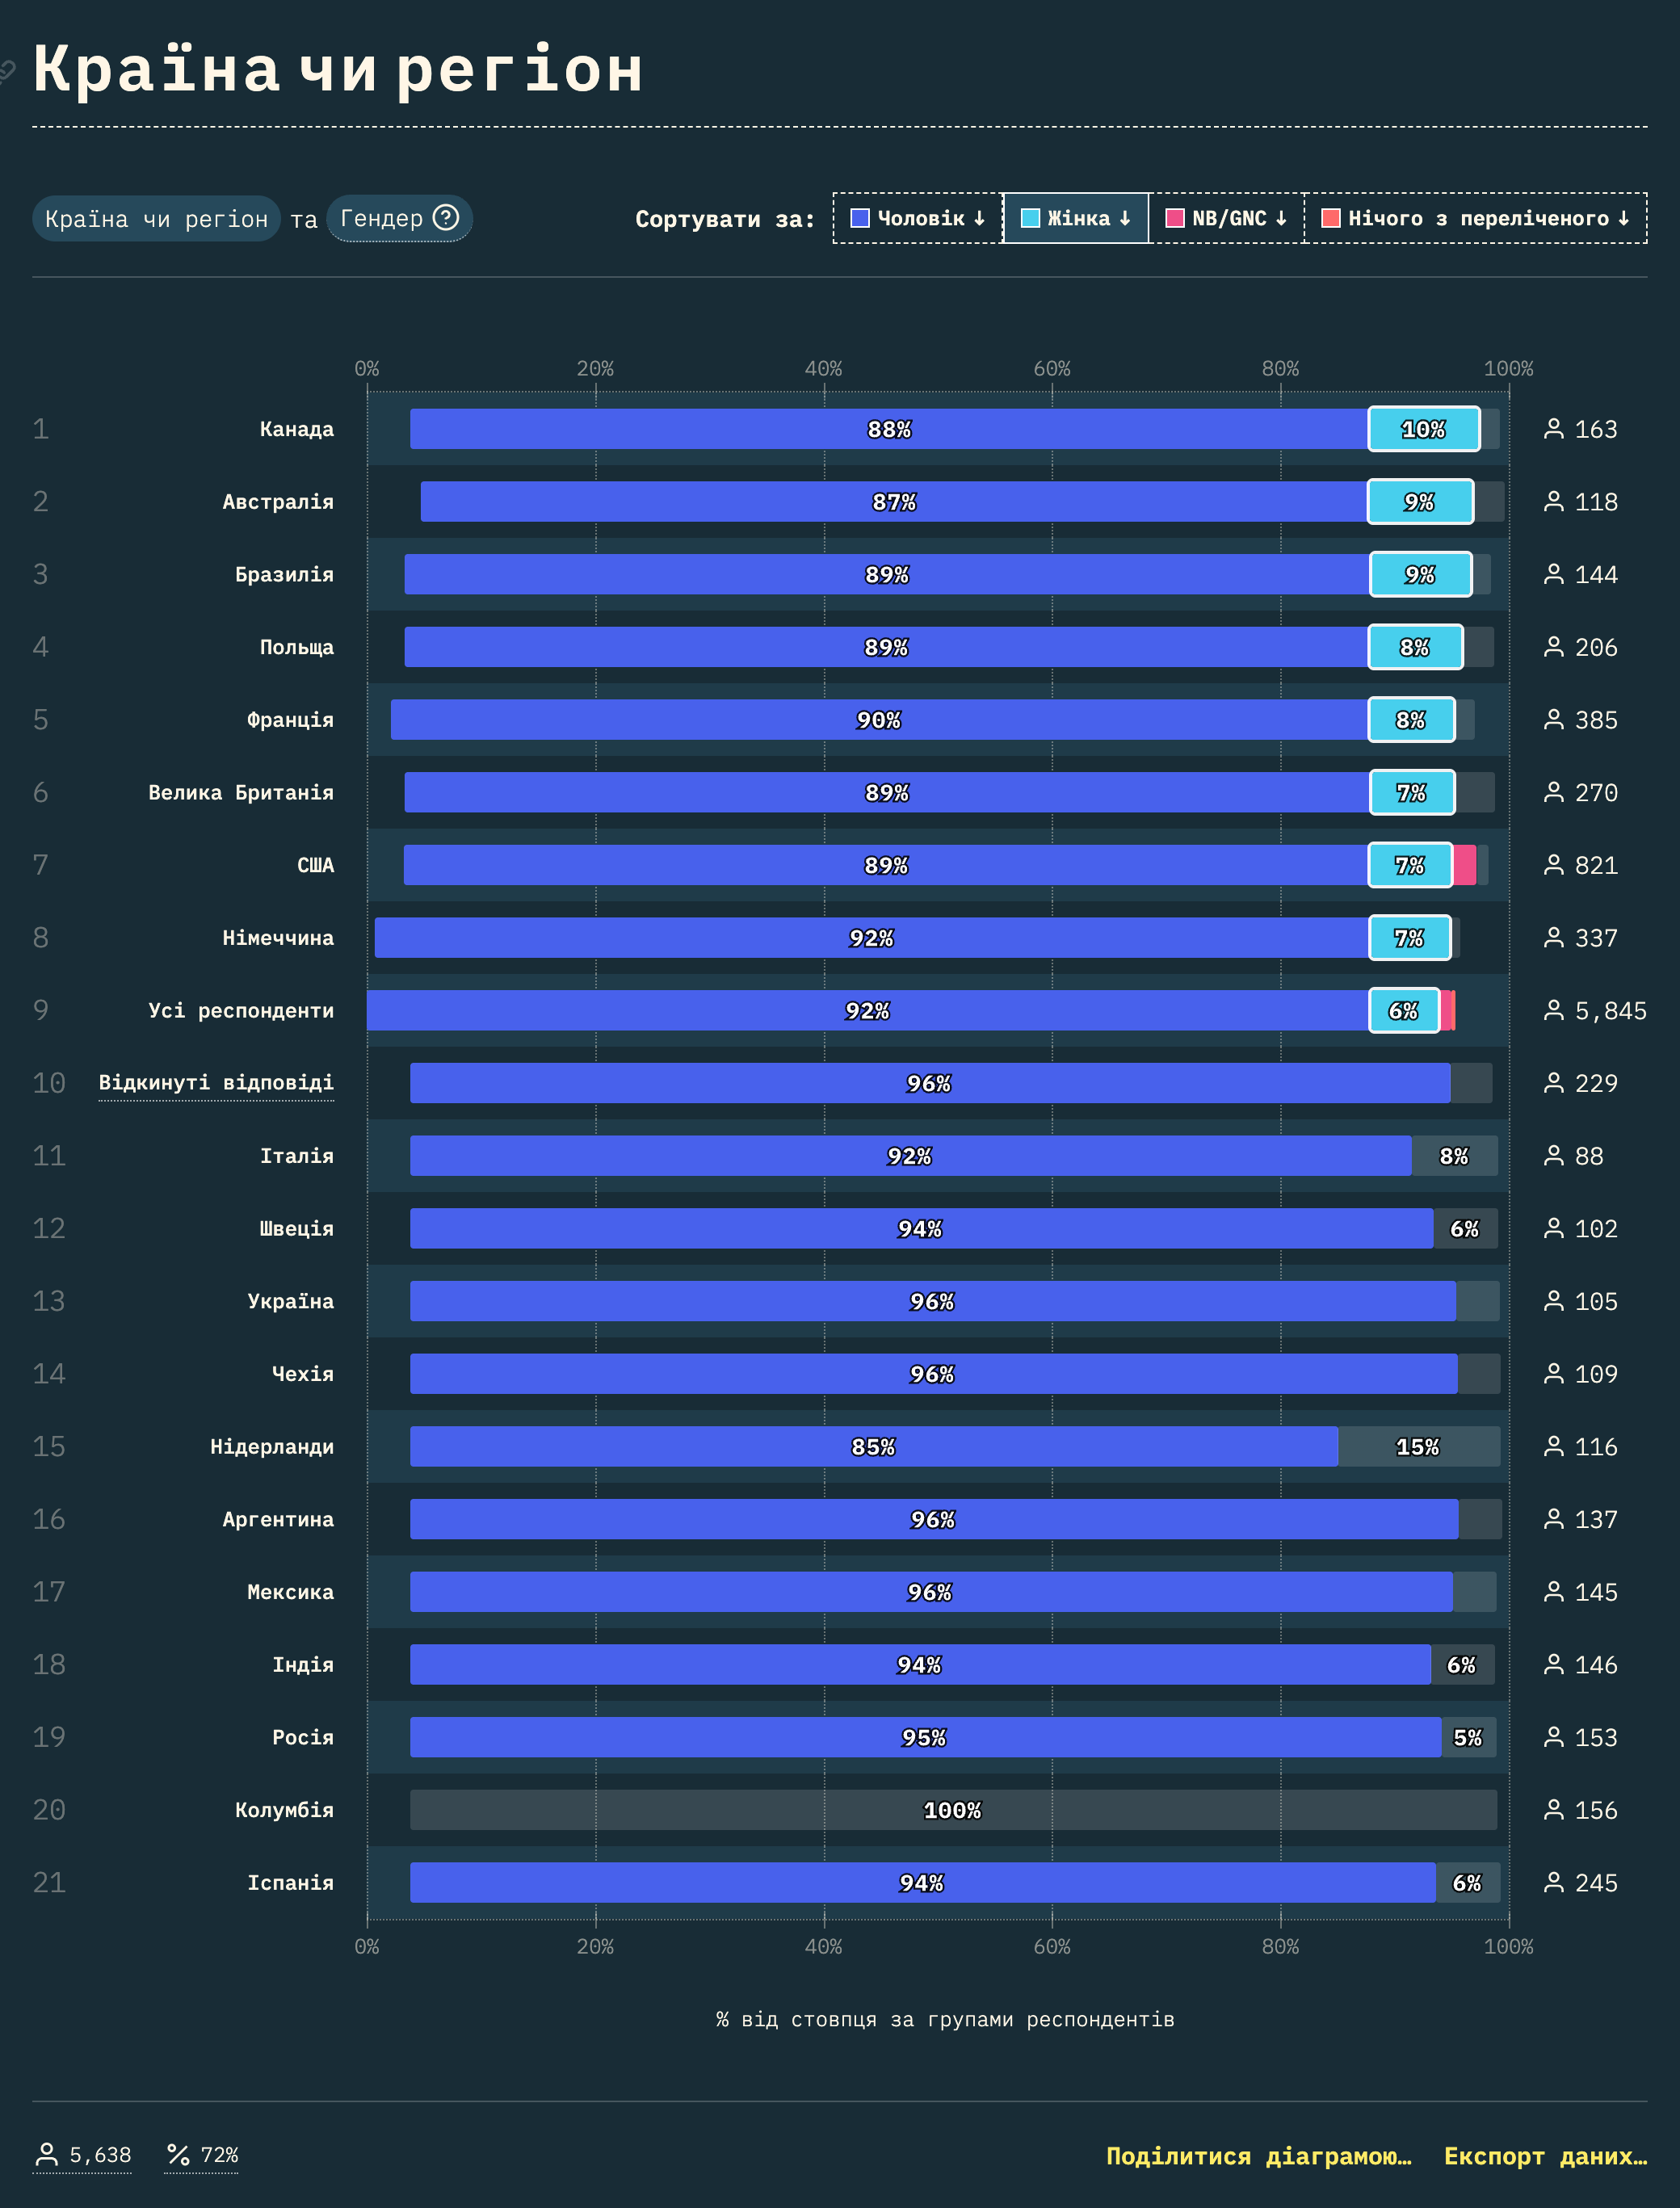 Країна чи регіон
Країна чи регіон та Гендер ? Сортувати за: Чоловік ↓ Жінка ↓ NB/GNC ↓ Нічого з переліченого ↓
0% 20% 40% 60% 80% 100%
1 Канада 88% 10% 163
2 Австралія 87% 9% 118
3 Бразилія 89% 9% 144
4 Польща 89% 8% 206
5 Франція 90% 8% 385
6 Велика Британія 89% 7% 270
7 США 89% 7% 821
8 Німеччина 92% 7% 337
9 Усі респонденти 92% 6% 5,845
10 Відкинуті відповіді 96% 229
11 Італія 92% 8% 88
12 Швеція 94% 6% 102
13 Україна 96% 105
14 Чехія 96% 109
15 Нідерланди 85% 15% 116
16 Аргентина 96% 137
17 Мексика 96% 145
18 Індія 94% 6% 146
19 Росія 95% 5% 153
20 Колумбія 100% 156
21 Іспанія 94% 6% 245
0% 20% 40% 60% 80% 100%
% від стовпця за групами респондентів
5,638 % 72% Поділитися діаграмою… Експорт даних…